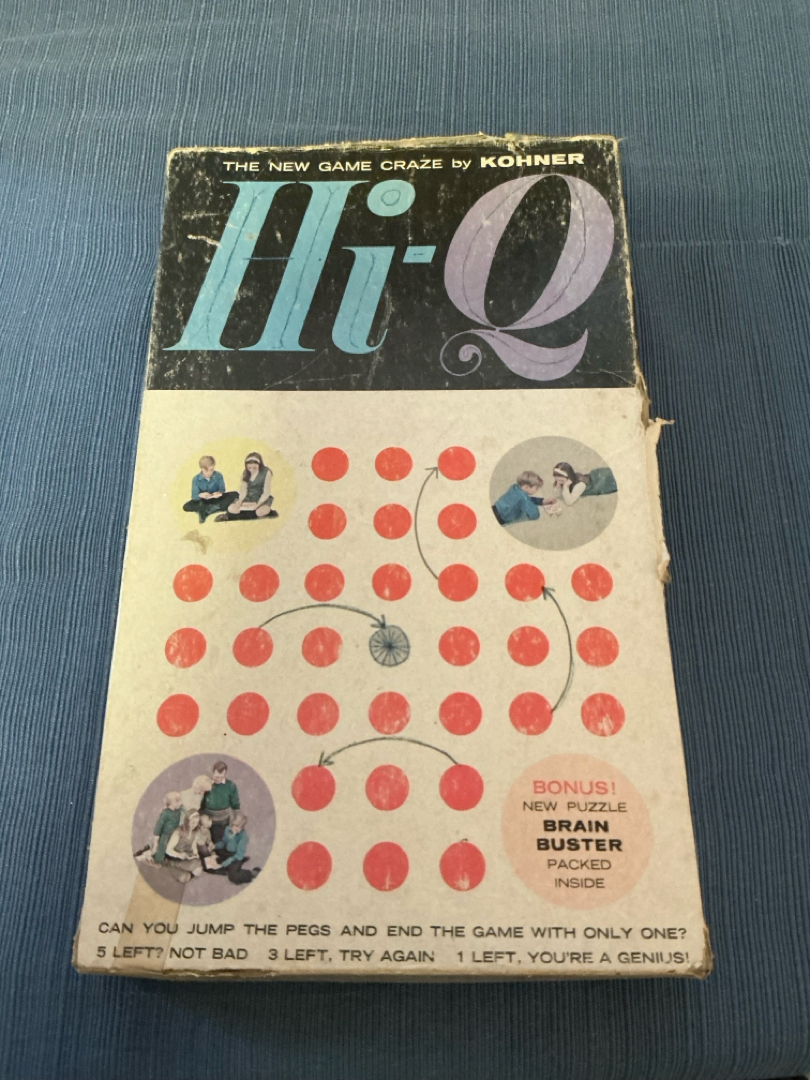 THE NEW GAME CRAZE by KOHNER
Hi-Q
BONUS!
NEW PUZZLE
BRAIN
BUSTER
PACKED
INSIDE
CAN YOU JUMP THE PEGS AND END THE GAME WITH ONLY ONE?
5 LEFT? NOT BAD 3 LEFT, TRY AGAIN 1 LEFT, YOU'RE A GENIUS!